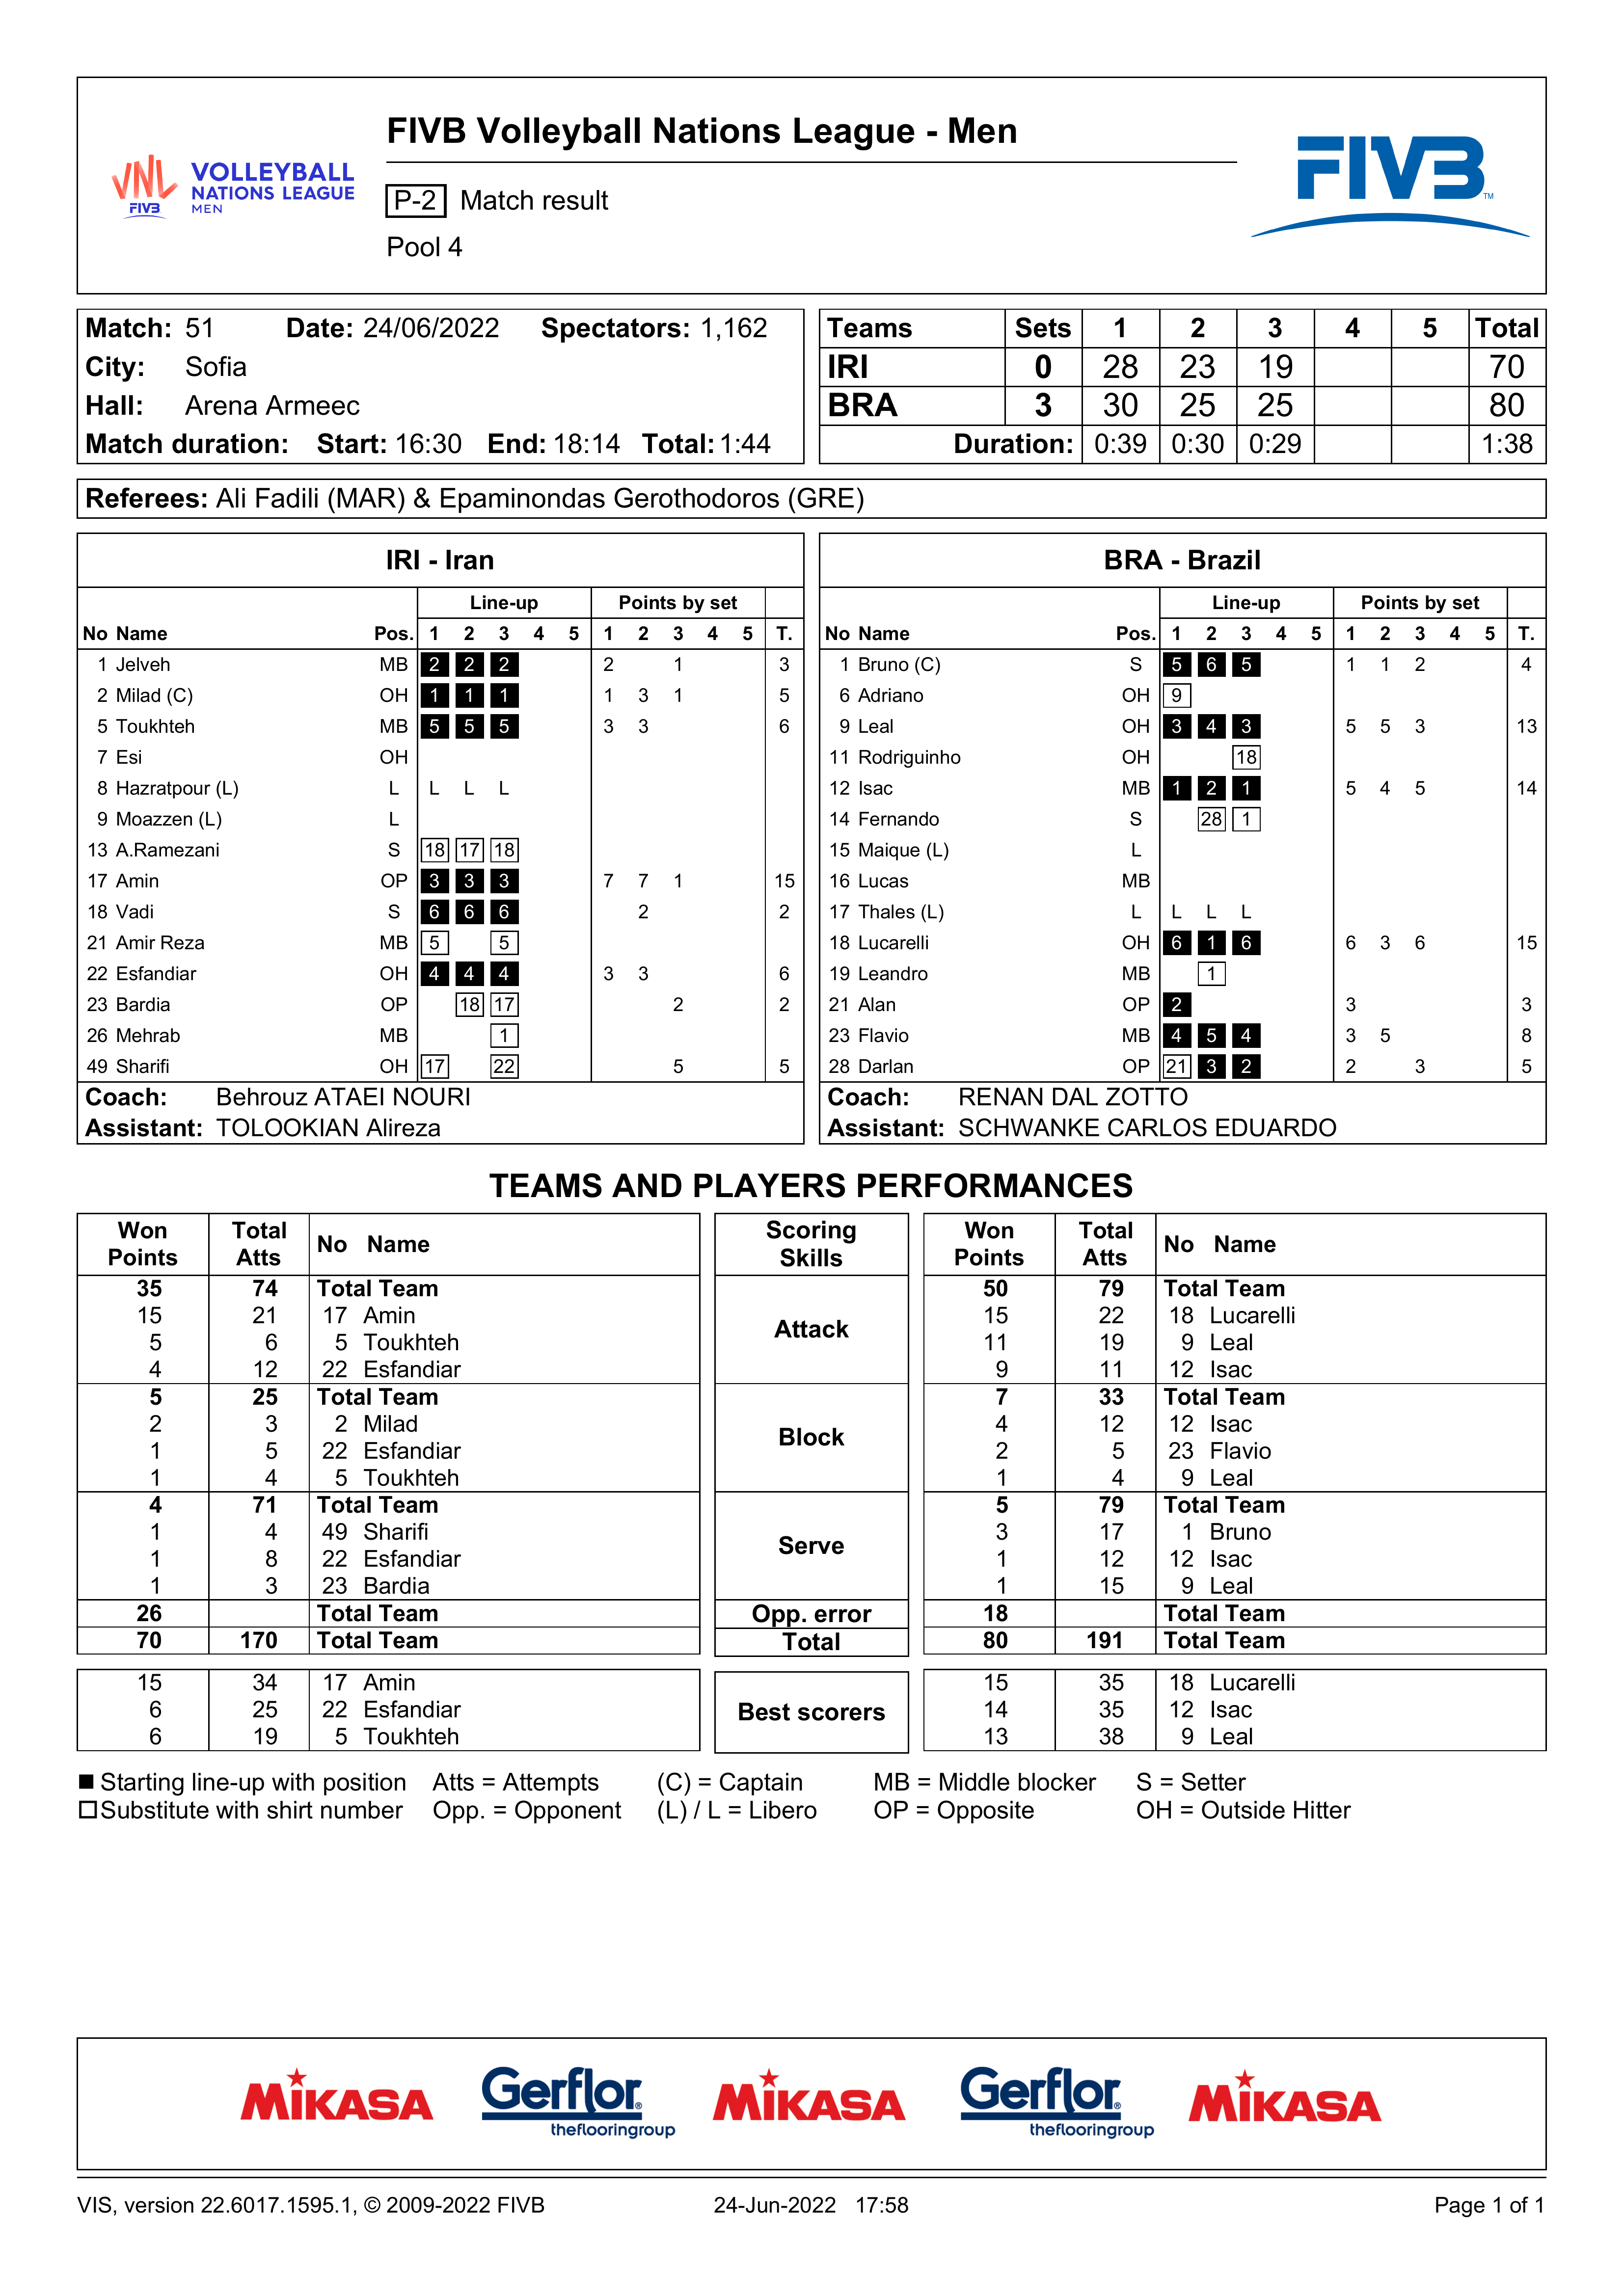 FIVB Volleyball Nations League - Men
VNL FIVB VOLLEYBALL NATIONS LEAGUE MEN
P-2 Match result
Pool 4
FIVB TM
Match: 51 Date: 24/06/2022 Spectators: 1,162
City: Sofia
Hall: Arena Armeec
Match duration: Start: 16:30 End: 18:14 Total: 1:44
Teams Sets 1 2 3 4 5 Total
IRI 0 28 23 19 70
BRA 3 30 25 25 80
Duration: 0:39 0:30 0:29 1:38
Referees: Ali Fadili (MAR) & Epaminondas Gerothodoros (GRE)
IRI - Iran
Line-up Points by set
No Name Pos. 1 2 3 4 5 1 2 3 4 5 T.
1 Jelveh MB 2 2 2 2 1 3
2 Milad (C) OH 1 1 1 1 3 1 5
5 Toukhteh MB 5 5 5 3 3 6
7 Esi OH
8 Hazratpour (L) L L L L
9 Moazzen (L) L
13 A.Ramezani S 18 17 18
17 Amin OP 3 3 3 7 7 1 15
18 Vadi S 6 6 6 2 2
21 Amir Reza MB 5 5
22 Esfandiar OH 4 4 4 3 3 6
23 Bardia OP 18 17 2 2
26 Mehrab MB 1
49 Sharifi OH 17 22 5 5
Coach: Behrouz ATAEI NOURI
Assistant: TOLOOKIAN Alireza
BRA - Brazil
Line-up Points by set
No Name Pos. 1 2 3 4 5 1 2 3 4 5 T.
1 Bruno (C) S 5 6 5 1 1 2 4
6 Adriano OH 9
9 Leal OH 3 4 3 5 5 3 13
11 Rodriguinho OH 18
12 Isac MB 1 2 1 5 4 5 14
14 Fernando S 28 1
15 Maique (L) L
16 Lucas MB
17 Thales (L) L L L L
18 Lucarelli OH 6 1 6 6 3 6 15
19 Leandro MB 1
21 Alan OP 2 3 3
23 Flavio MB 4 5 4 3 5 8
28 Darlan OP 21 3 2 2 3 5
Coach: RENAN DAL ZOTTO
Assistant: SCHWANKE CARLOS EDUARDO
TEAMS AND PLAYERS PERFORMANCES
Won Points Total Atts No Name Scoring Skills Won Points Total Atts No Name
35 74 Total Team Attack 50 79 Total Team
15 21 17 Amin 15 22 18 Lucarelli
5 6 5 Toukhteh 11 19 9 Leal
4 12 22 Esfandiar 9 11 12 Isac
5 25 Total Team Block 7 33 Total Team
2 3 2 Milad 4 12 12 Isac
1 5 22 Esfandiar 2 5 23 Flavio
1 4 5 Toukhteh 1 4 9 Leal
4 71 Total Team Serve 5 79 Total Team
1 4 49 Sharifi 3 17 1 Bruno
1 8 22 Esfandiar 1 12 12 Isac
1 3 23 Bardia 1 15 9 Leal
26 Total Team Opp. error 18 Total Team
70 170 Total Team Total 80 191 Total Team
15 34 17 Amin Best scorers 15 35 18 Lucarelli
6 25 22 Esfandiar 14 35 12 Isac
6 19 5 Toukhteh 13 38 9 Leal
■ Starting line-up with position Atts = Attempts (C) = Captain MB = Middle blocker S = Setter
□ Substitute with shirt number Opp. = Opponent (L) / L = Libero OP = Opposite OH = Outside Hitter
MIKASA Gerflor® theflooringgroup MIKASA Gerflor® theflooringgroup MIKASA
VIS, version 22.6017.1595.1, © 2009-2022 FIVB 24-Jun-2022 17:58 Page 1 of 1